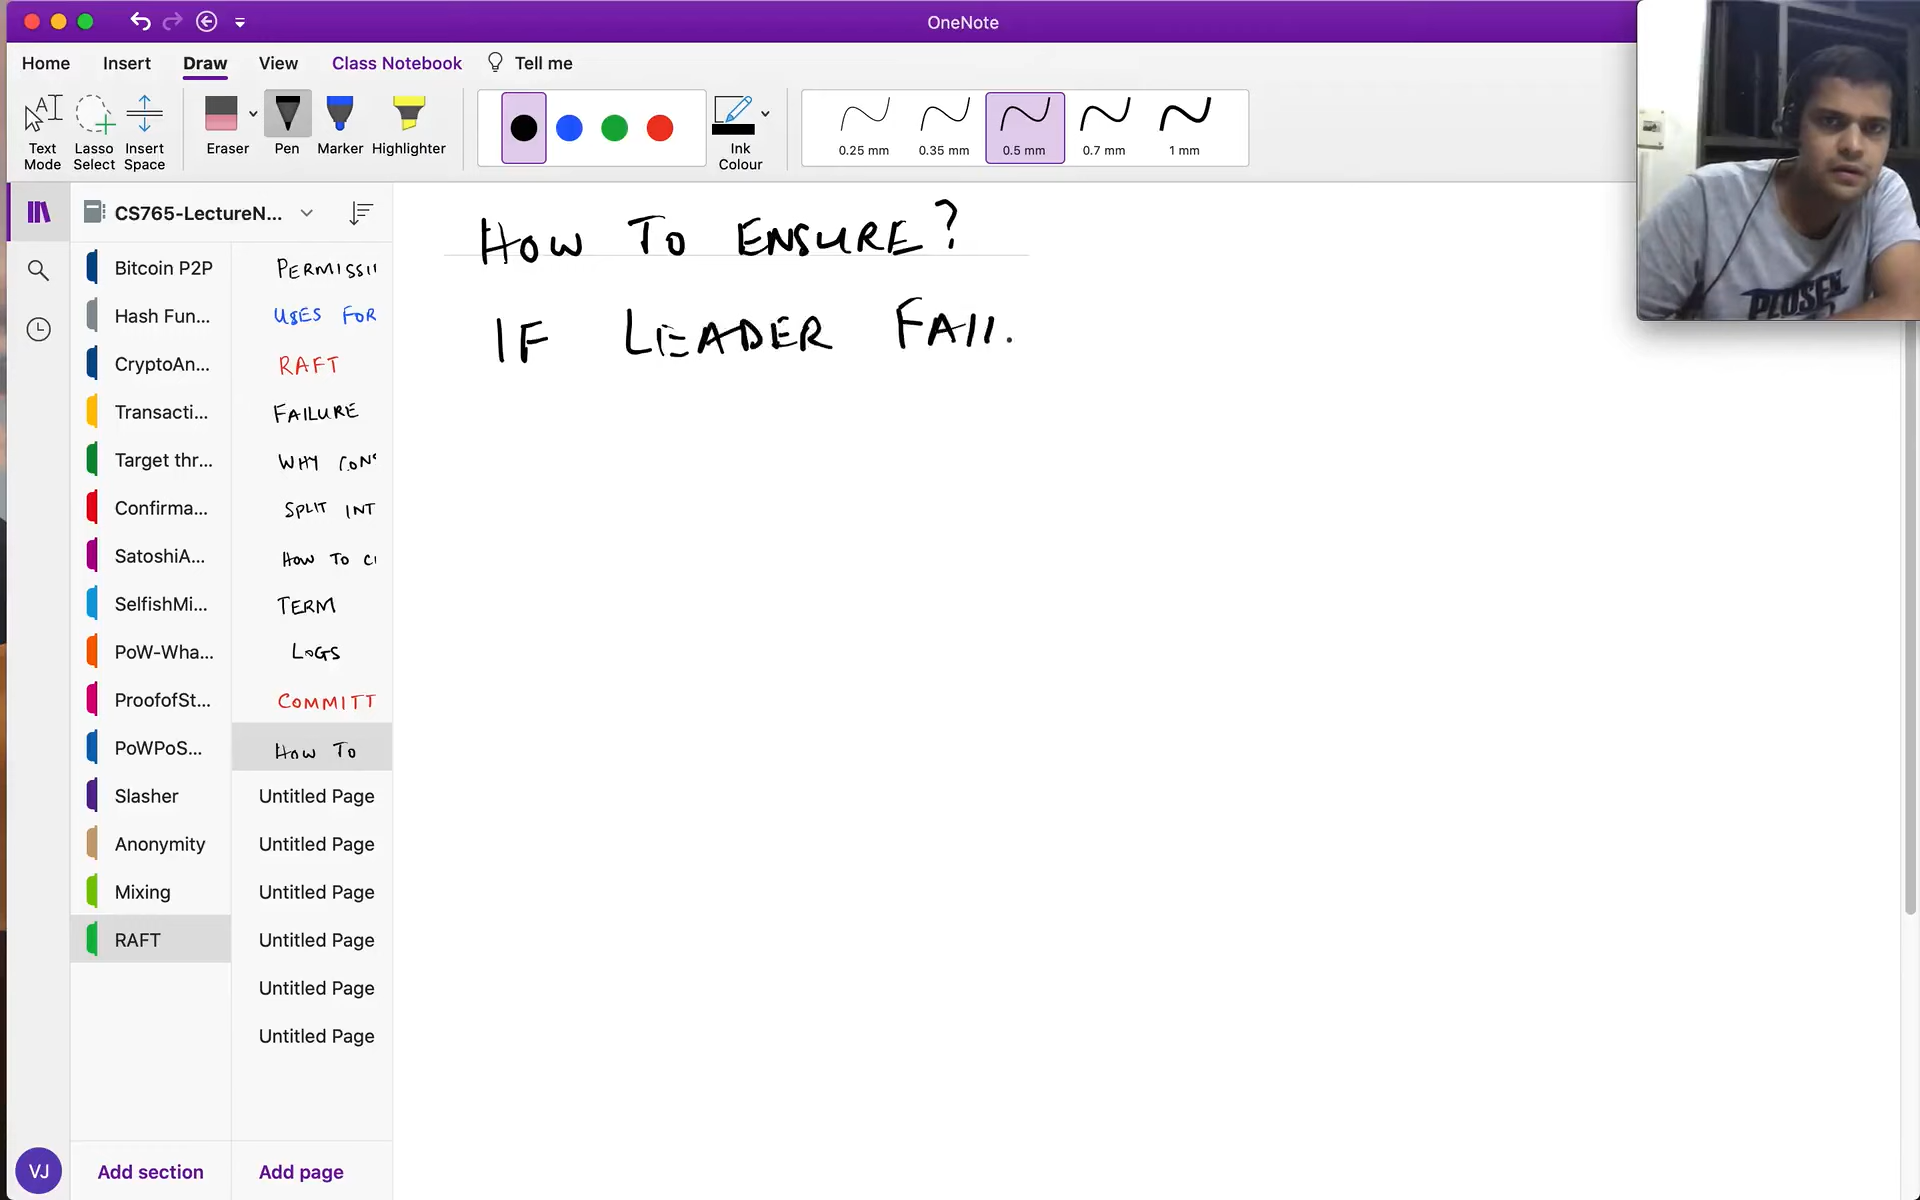 OneNote
Home Insert Draw View Class Notebook Tell me
Text Mode
Lasso Select
Insert Space
Eraser
Pen
Marker
Highlighter
Ink Colour
0.25 mm
0.35 mm
0.5 mm
0.7 mm
1 mm
CS765-LectureN...
Bitcoin P2P
Hash Fun...
CryptoAn...
Transacti...
Target thr...
Confirma...
SatoshiA...
SelfishMi...
PoW-Wha...
ProofofSt...
PoWPoS...
Slasher
Anonymity
Mixing
RAFT
PERMISSI
USES FOR
RAFT
FAILURE
WHY CONS
SPLIT INT
HOW TO
TERM
LOGS
COMMITT
HOW TO
Untitled Page
Untitled Page
Untitled Page
Untitled Page
Untitled Page
Untitled Page
VJ
Add section
Add page
HOW TO ENSURE?
IF LEADER